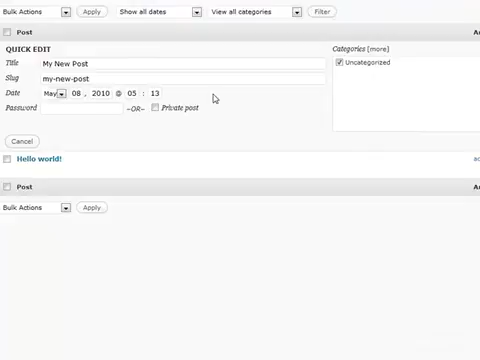 Bulk Actions Apply Show all dates View all categories Filter
Post
QUICK EDIT Categories [more]
Title My New Post Uncategorized
Slug my-new-post
Date May 08 , 2010 @ 05 : 13
Password –OR– Private post
Cancel
Hello world!
Post
Bulk Actions Apply